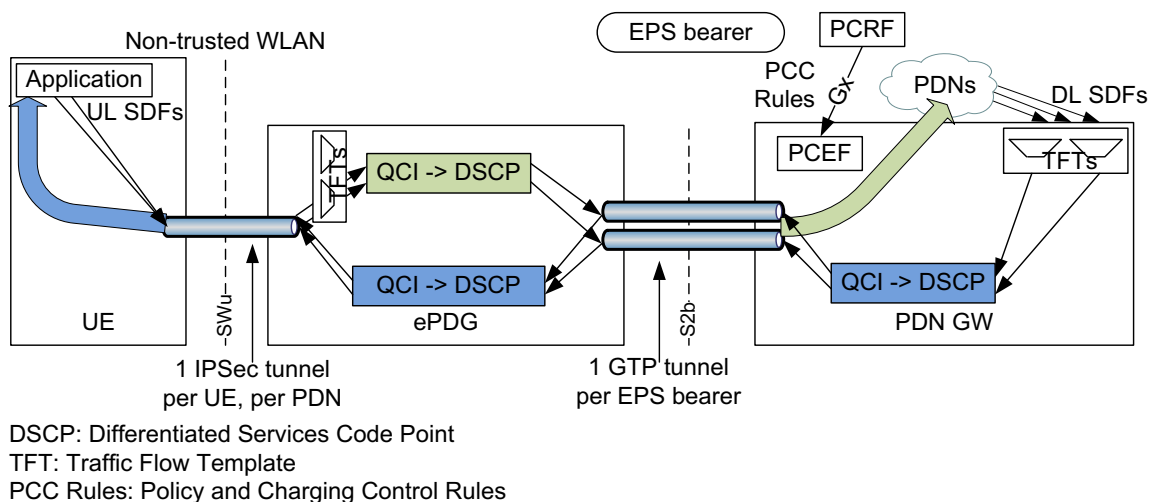 EPS bearer
PCRF
Non-trusted WLAN
Application
UL SDFs
PCC
Rules
Gx
PDNs
DL SDFs
PCEF
TFTs
TFTs
QCI -> DSCP
QCI -> DSCP
QCI -> DSCP
UE
SWu
ePDG
S2b
PDN GW
1 IPSec tunnel
per UE, per PDN
1 GTP tunnel
per EPS bearer
DSCP: Differentiated Services Code Point
TFT: Traffic Flow Template
PCC Rules: Policy and Charging Control Rules